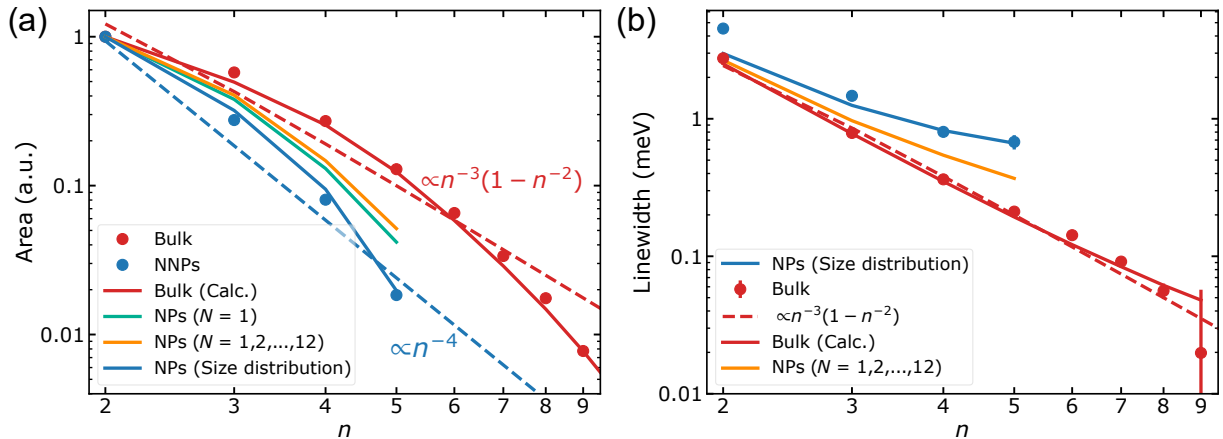 (a)
Area (a.u.)
1
0.1
0.01
∝n⁻³(1 − n⁻²)
∝n⁻⁴
Bulk
NNPs
Bulk (Calc.)
NPs (N = 1)
NPs (N = 1,2,...,12)
NPs (Size distribution)
2 3 4 5 6 7 8 9
n
(b)
Linewidth (meV)
1
0.1
0.01
NPs (Size distribution)
Bulk
∝n⁻³(1 − n⁻²)
Bulk (Calc.)
NPs (N = 1,2,...,12)
2 3 4 5 6 7 8 9
n